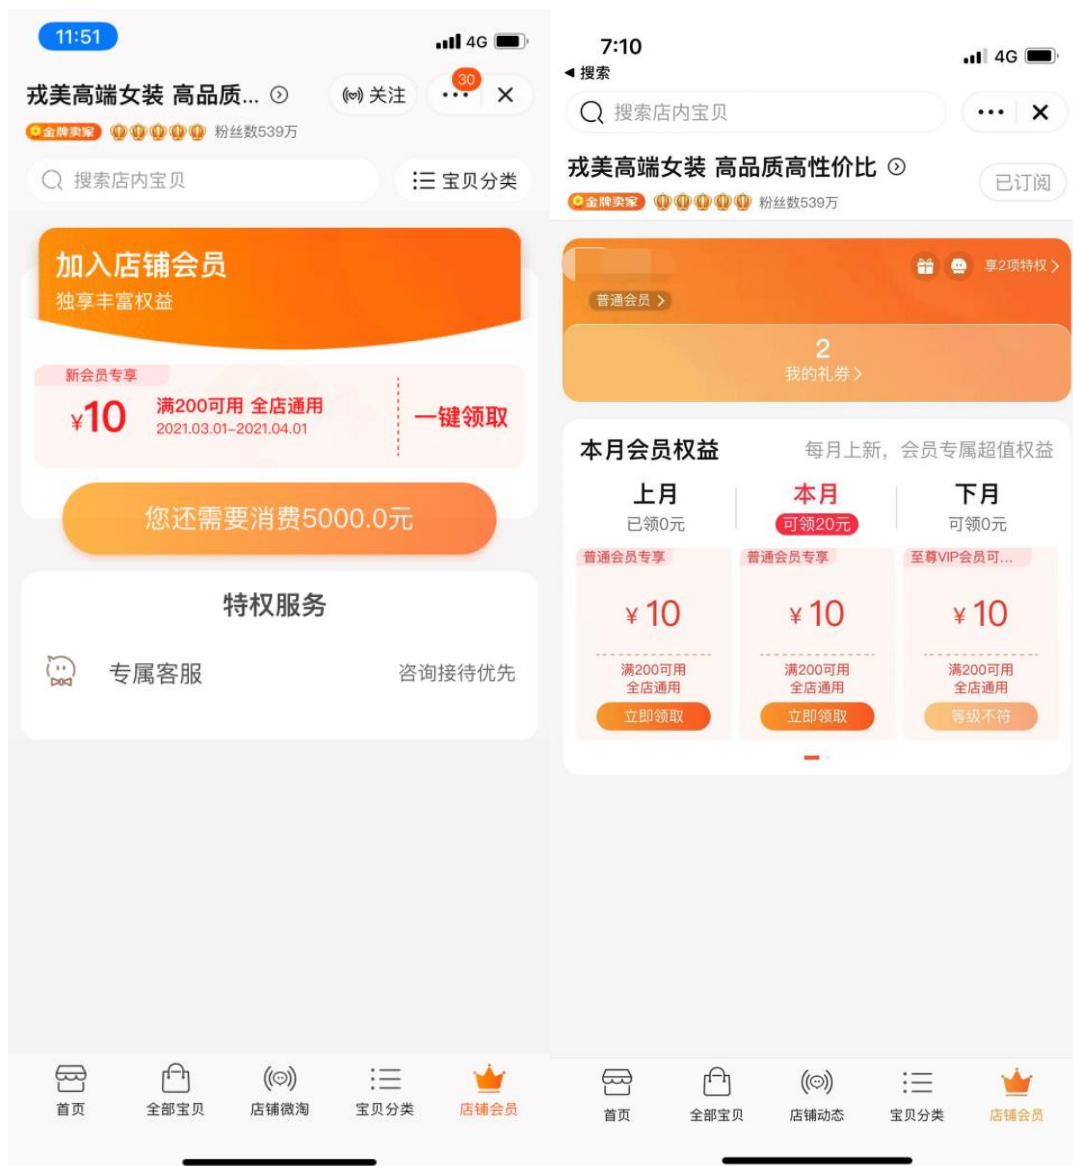 11:51
4G
戎美高端女装 高品质...
关注
30
金牌卖家
粉丝数539万
搜索店内宝贝
宝贝分类
加入店铺会员
独享丰富权益
新会员专享
¥10
满200可用 全店通用
2021.03.01-2021.04.01
一键领取
您还需要消费5000.0元
特权服务
专属客服
咨询接待优先
首页
全部宝贝
店铺微淘
宝贝分类
店铺会员
7:10
4G
搜索
搜索店内宝贝
戎美高端女装 高品质高性价比
已订阅
金牌卖家
粉丝数539万
享2项特权
普通会员
2
我的礼券
本月会员权益
每月上新，会员专属超值权益
上月
本月
下月
已领0元
可领20元
可领0元
普通会员专享
普通会员专享
至尊VIP会员可...
¥10
¥10
¥10
满200可用
满200可用
满200可用
全店通用
全店通用
全店通用
立即领取
立即领取
等级不符
首页
全部宝贝
店铺动态
宝贝分类
店铺会员